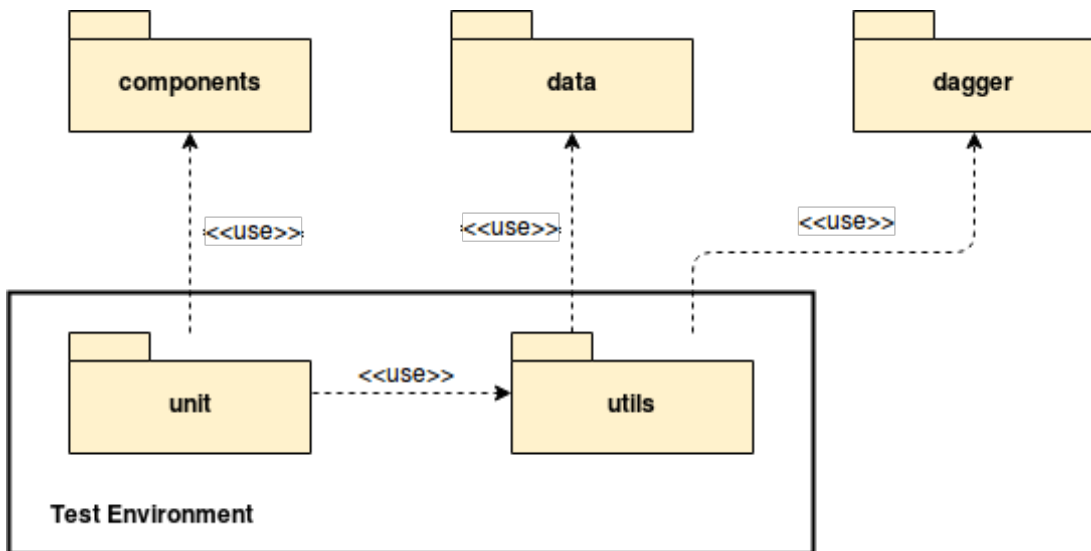 components
data
dagger
<<use>>
<<use>>
<<use>>
<<use>>
unit
utils
Test Environment